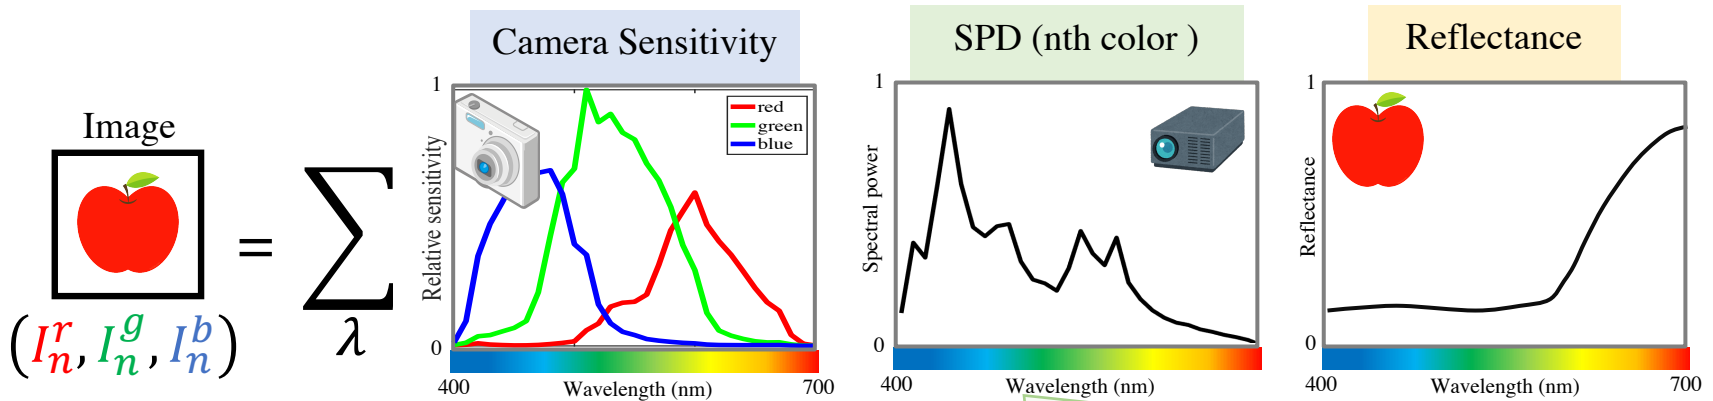 Image
(I_n^r, I_n^g, I_n^b)
=
∑
λ
Camera Sensitivity
1
Relative sensitivity
red
green
blue
0
400
Wavelength (nm)
700
SPD (nth color )
1
Spectral power
0
400
Wavelength (nm)
Reflectance
1
Reflectance
0
400
Wavelength (nm)
700